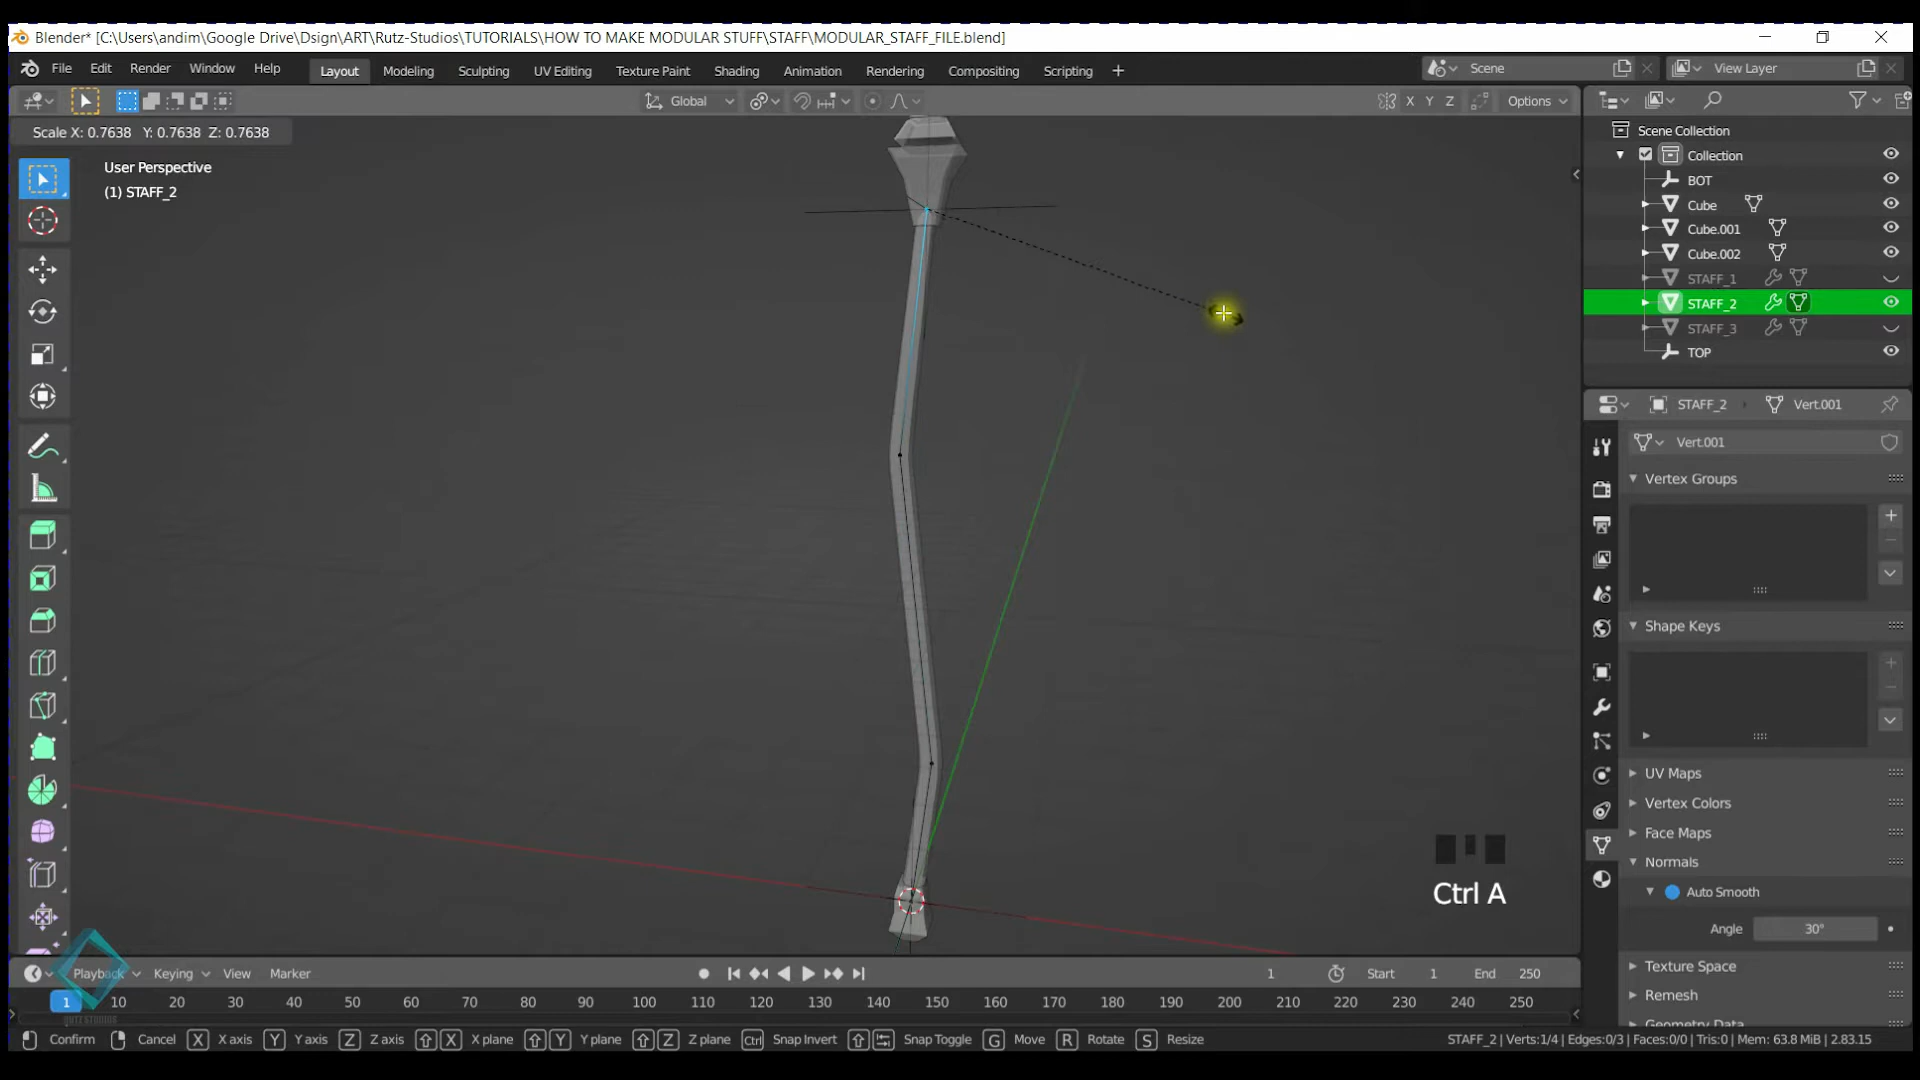 Blender* [C:\Users\andim\Google Drive\Dsign\ART\Rutz-Studios\TUTORIALS\HOW TO MAKE MODULAR STUFF\STAFF\MODULAR_STAFF_FILE.blend]
File Edit Render Window Help Layout Modeling Sculpting UV Editing Texture Paint Shading Animation Rendering Compositing Scripting + Scene View Layer
Global X Y Z Options
Scale X: 0.7638 Y: 0.7638 Z: 0.7638
User Perspective
(1) STAFF_2
Scene Collection
Collection
BOT
Cube
Cube.001
Cube.002
STAFF_1
STAFF_2
STAFF_3
TOP
STAFF_2 Vert.001
Vert.001
Vertex Groups
Shape Keys
UV Maps
Vertex Colors
Face Maps
Normals
Auto Smooth
Angle 30°
Texture Space
Remesh
Geometry Data
Ctrl A
Playback Keying View Marker 1 Start 1 End 250
1 10 20 30 40 50 60 70 80 90 100 110 120 130 140 150 160 170 180 190 200 210 220 230 240 250
RUTZ STUDIOS
Confirm Cancel X X axis Y Y axis Z Z axis X X plane Y Y plane Z Z plane Ctrl Snap Invert Snap Toggle G Move R Rotate S Resize STAFF_2 | Verts:1/4 | Edges:0/3 | Faces:0/0 | Tris:0 | Mem: 63.8 MiB | 2.83.15